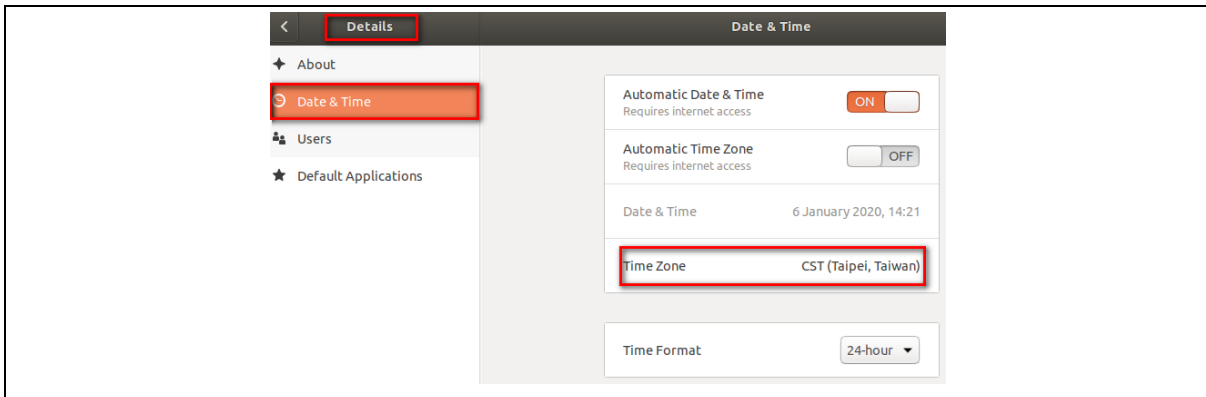 Details
Date & Time
About
Date & Time
Users
Default Applications
Automatic Date & Time
ON
Requires internet access
Automatic Time Zone
OFF
Requires internet access
Date & Time 6 January 2020, 14:21
Time Zone CST (Taipei, Taiwan)
Time Format 24-hour